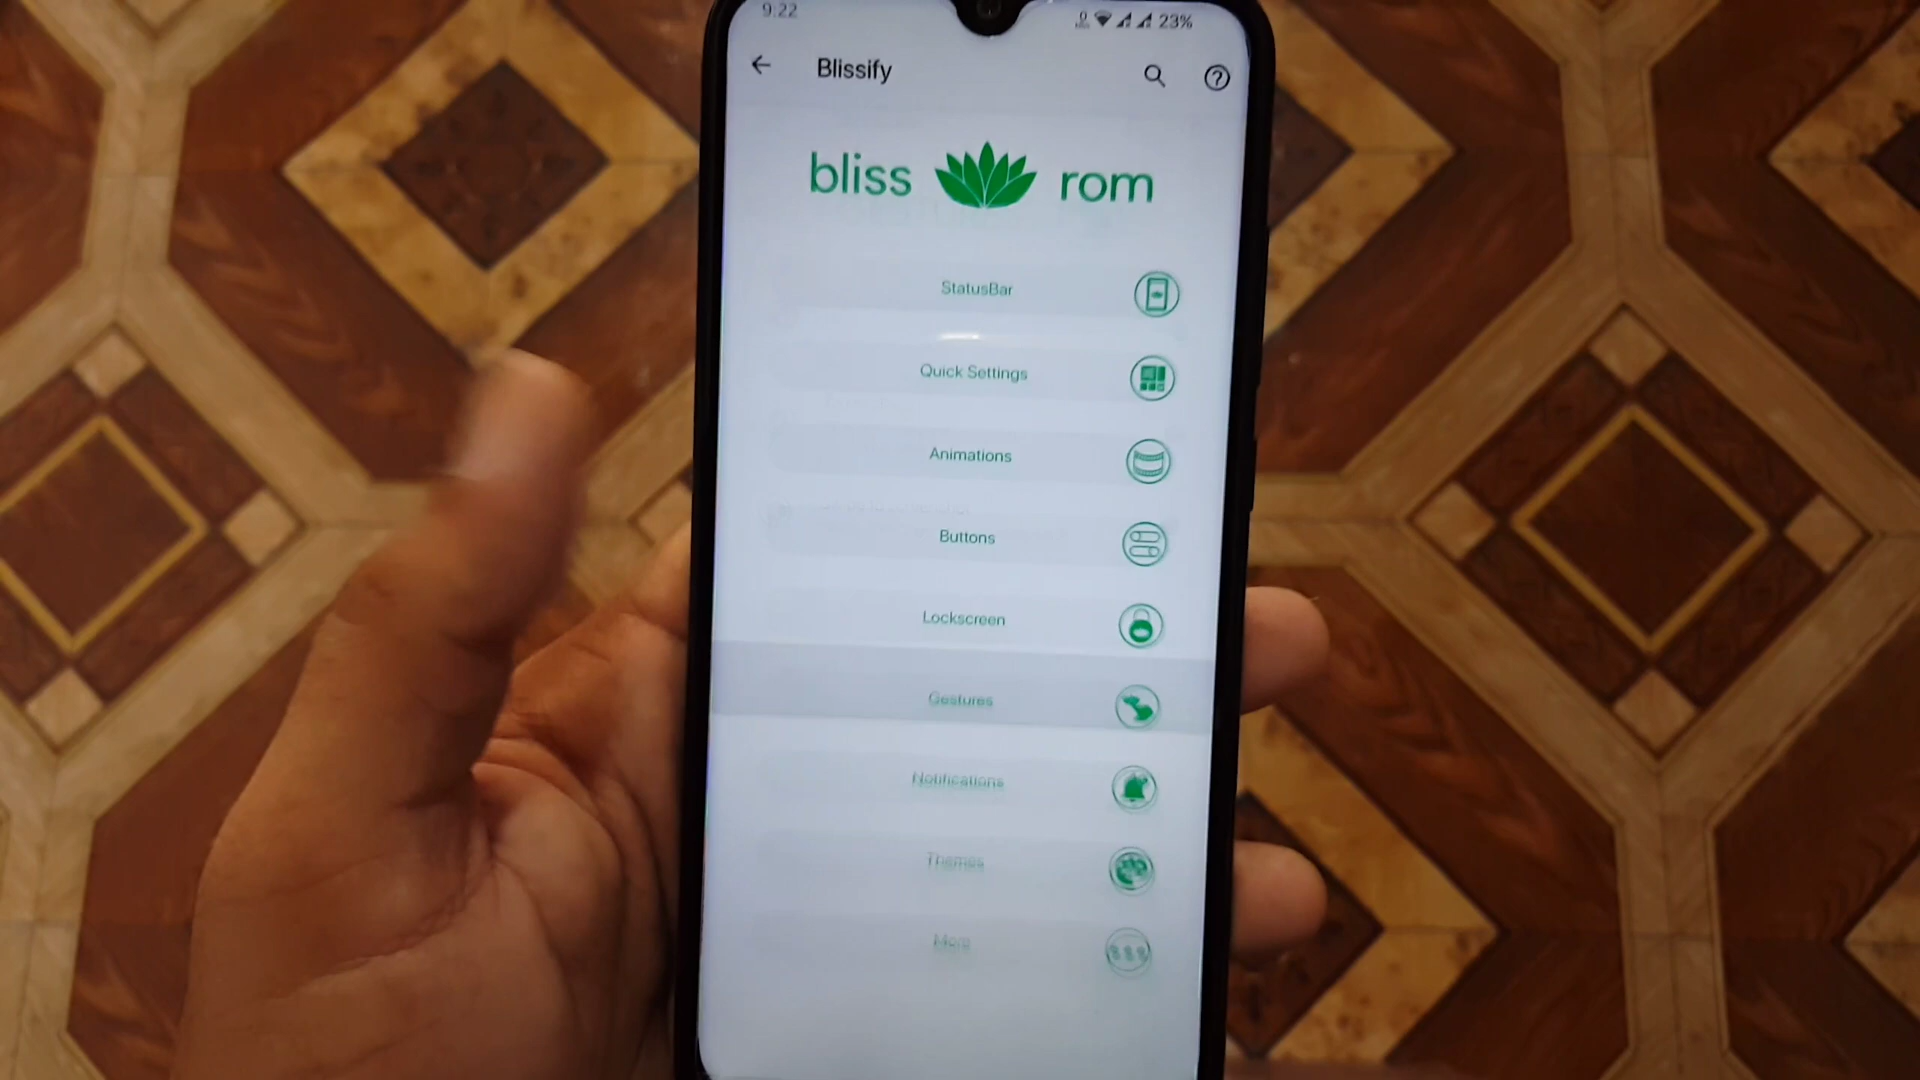 9:22
23%
Blissify
bliss rom
StatusBar
Quick Settings
Animations
Buttons
Lockscreen
Gestures
Notifications
Themes
More